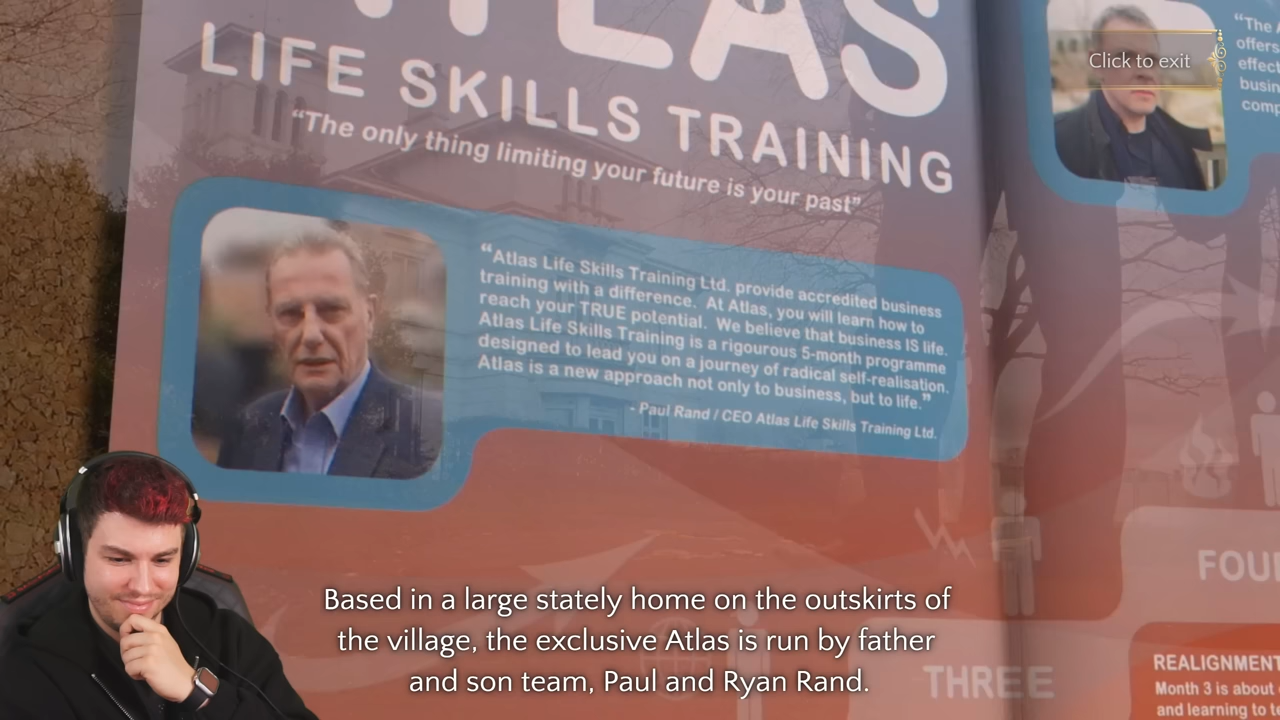 ATLAS
LIFE SKILLS TRAINING
“The only thing limiting your future is your past”
“Atlas Life Skills Training Ltd. provide accredited business
training with a difference. At Atlas, you will learn how to
reach your TRUE potential. We believe that business IS life.
Atlas Life Skills Training is a rigourous 5-month programme
designed to lead you on a journey of radical self-realisation.
Atlas is a new approach not only to business, but to life.”
- Paul Rand / CEO Atlas Life Skills Training Ltd.
“The
offers
effect
busin
comp
Click to exit
FOU
THREE
REALIGNMENT
Month 3 is about
and learning to
Based in a large stately home on the outskirts of
the village, the exclusive Atlas is run by father
and son team, Paul and Ryan Rand.